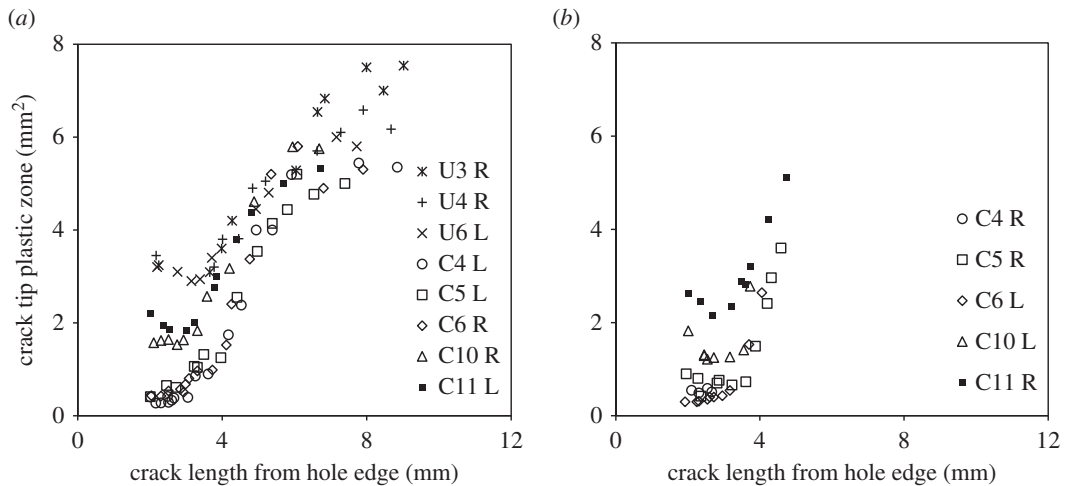 (a)
8
6
4
2
0
crack tip plastic zone (mm²)
0 4 8 12
crack length from hole edge (mm)
U3 R
U4 R
U6 L
C4 L
C5 L
C6 R
C10 R
C11 L
(b)
8
6
4
2
0
0 4 8 12
crack length from hole edge (mm)
C4 R
C5 R
C6 L
C10 L
C11 R